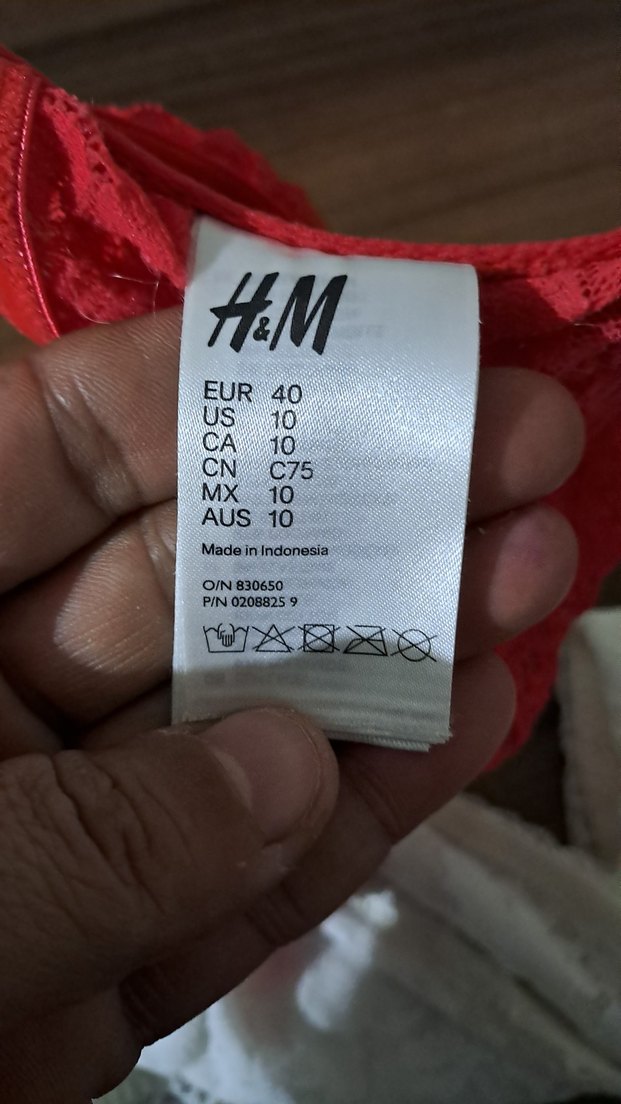 H&M
EUR 40
US 10
CA 10
CN C75
MX 10
AUS 10
Made in Indonesia
O/N 830650
P/N 0208825 9